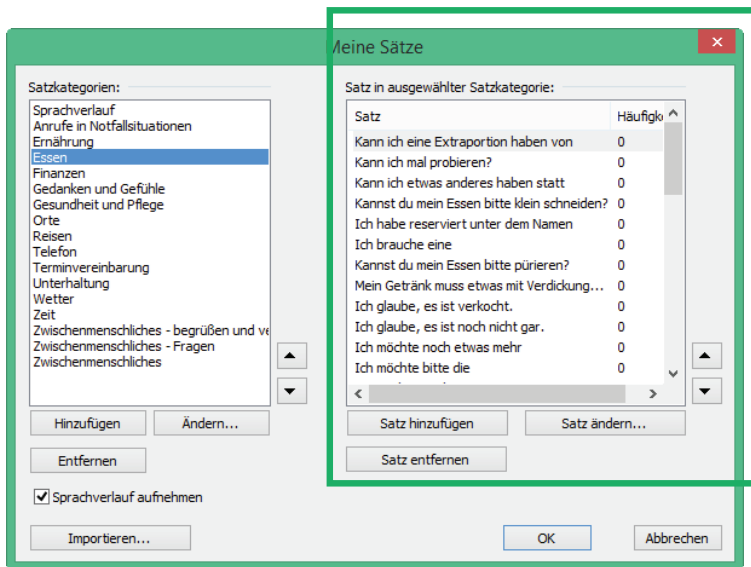 Meine Sätze
Satzkategorien:
Sprachverlauf
Anrufe in Notfallsituationen
Ernährung
Essen
Finanzen
Gedanken und Gefühle
Gesundheit und Pflege
Orte
Reisen
Telefon
Terminvereinbarung
Unterhaltung
Wetter
Zeit
Zwischenmenschliches - begrüßen und ve
Zwischenmenschliches - Fragen
Zwischenmenschliches
Hinzufügen
Ändern...
Entfernen
Sprachverlauf aufnehmen
Importieren...
Satz in ausgewählter Satzkategorie:
Satz Häufigk
Kann ich eine Extraportion haben von 0
Kann ich mal probieren? 0
Kann ich etwas anderes haben statt 0
Kannst du mein Essen bitte klein schneiden? 0
Ich habe reserviert unter dem Namen 0
Ich brauche eine 0
Kannst du mein Essen bitte pürieren? 0
Mein Getränk muss etwas mit Verdickung... 0
Ich glaube, es ist verkocht. 0
Ich glaube, es ist noch nicht gar. 0
Ich möchte noch etwas mehr 0
Ich möchte bitte die 0
Satz hinzufügen
Satz ändern...
Satz entfernen
OK
Abbrechen